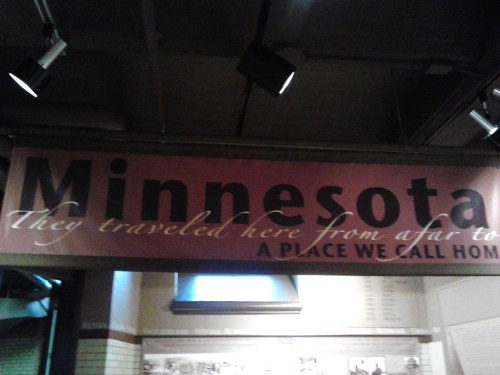 Minnesota
They traveled here from afar to
A PLACE WE CALL HOM